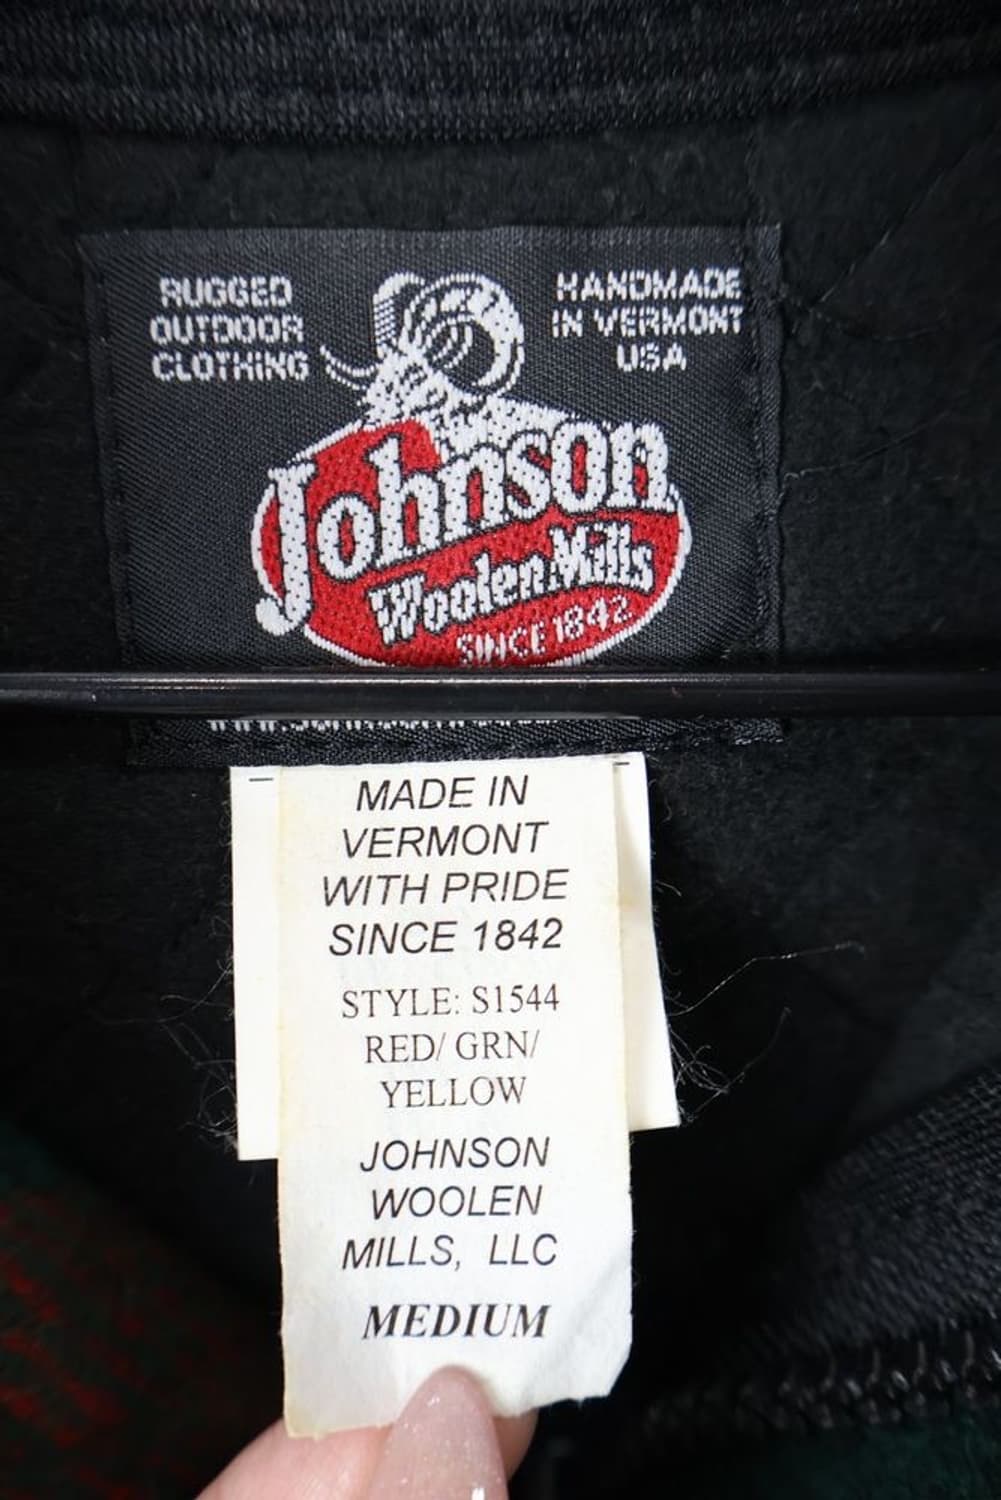 RUGGED
OUTDOOR
CLOTHING
HANDMADE
IN VERMONT
USA
Johnson
Woolen Mills
SINCE 1842
MADE IN
VERMONT
WITH PRIDE
SINCE 1842
STYLE: S1544
RED/ GRN/
YELLOW
JOHNSON
WOOLEN
MILLS, LLC
MEDIUM